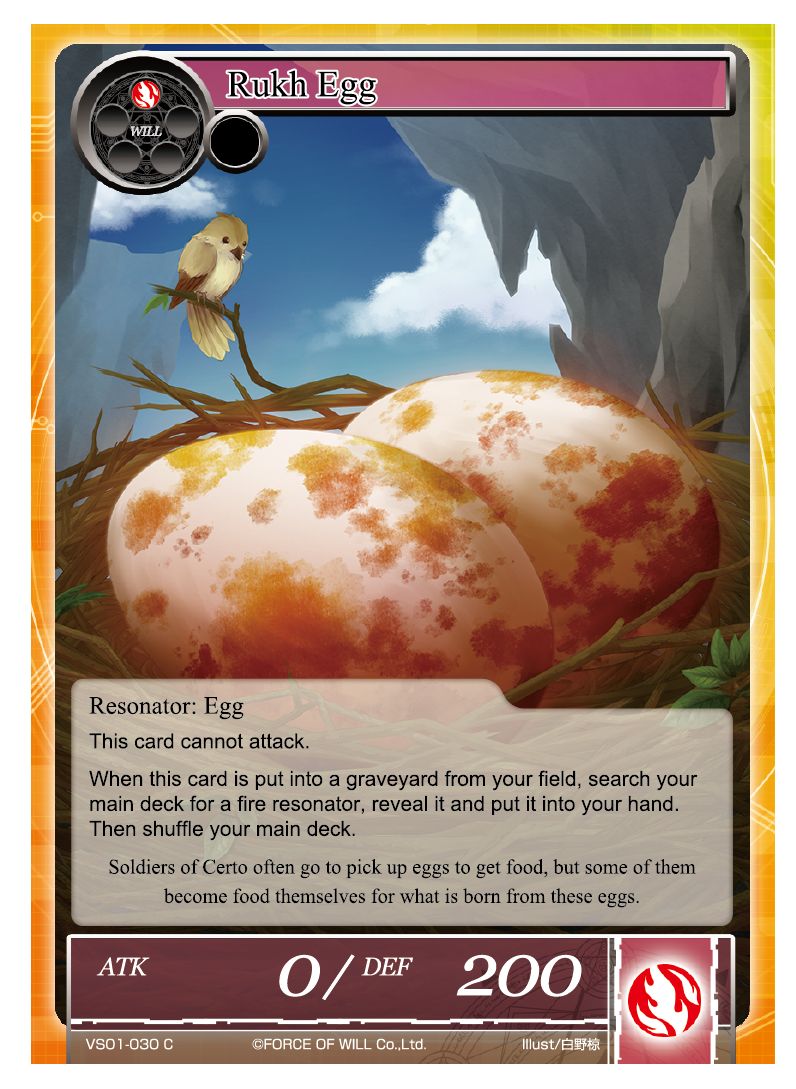 Rukh Egg
WILL
Resonator: Egg
This card cannot attack.
When this card is put into a graveyard from your field, search your
main deck for a fire resonator, reveal it and put it into your hand.
Then shuffle your main deck.
Soldiers of Certo often go to pick up eggs to get food, but some of them
become food themselves for what is born from these eggs.
ATK 0 / DEF 200
VS01-030 C ©FORCE OF WILL Co.,Ltd. Illust/白野椋